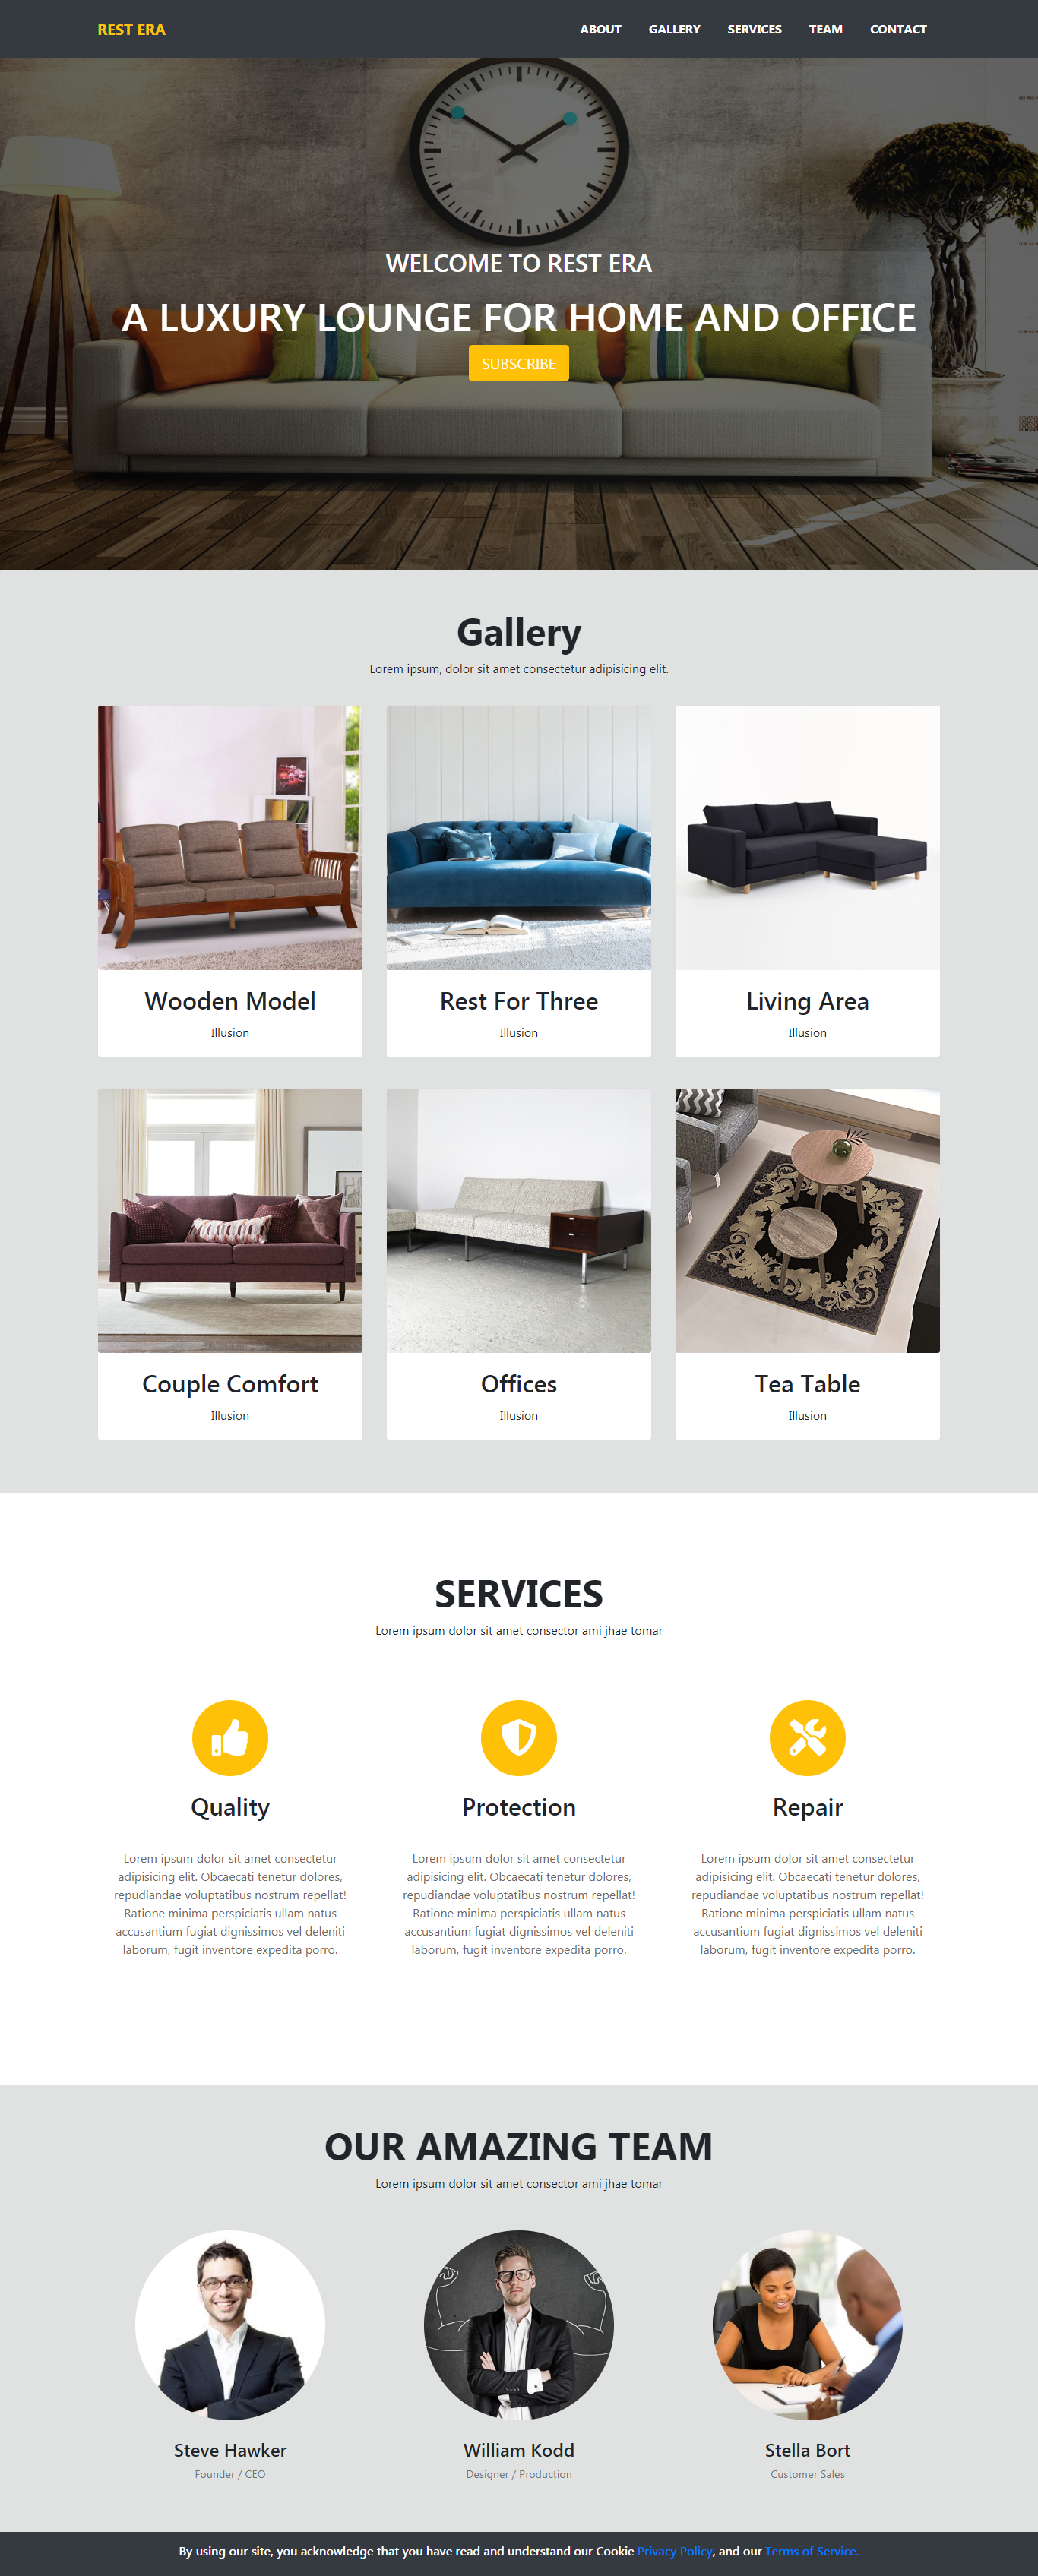 REST ERA
ABOUT GALLERY SERVICES TEAM CONTACT
WELCOME TO REST ERA
A LUXURY LOUNGE FOR HOME AND OFFICE
SUBSCRIBE
Gallery
Lorem ipsum, dolor sit amet consectetur adipisicing elit.
Wooden Model
Illusion
Rest For Three
Illusion
Living Area
Illusion
Couple Comfort
Illusion
Offices
Illusion
Tea Table
Illusion
SERVICES
Lorem ipsum dolor sit amet consector ami jhae tomar
Quality
Lorem ipsum dolor sit amet consectetur
adipisicing elit. Obcaecati tenetur dolores,
repudiandae voluptatibus nostrum repellat!
Ratione minima perspiciatis ullam natus
accusantium fugiat dignissimos vel deleniti
laborum, fugit inventore expedita porro.
Protection
Lorem ipsum dolor sit amet consectetur
adipisicing elit. Obcaecati tenetur dolores,
repudiandae voluptatibus nostrum repellat!
Ratione minima perspiciatis ullam natus
accusantium fugiat dignissimos vel deleniti
laborum, fugit inventore expedita porro.
Repair
Lorem ipsum dolor sit amet consectetur
adipisicing elit. Obcaecati tenetur dolores,
repudiandae voluptatibus nostrum repellat!
Ratione minima perspiciatis ullam natus
accusantium fugiat dignissimos vel deleniti
laborum, fugit inventore expedita porro.
OUR AMAZING TEAM
Lorem ipsum dolor sit amet consector ami jhae tomar
Steve Hawker
Founder / CEO
William Kodd
Designer / Production
Stella Bort
Customer Sales
By using our site, you acknowledge that you have read and understand our Cookie Privacy Policy, and our Terms of Service.